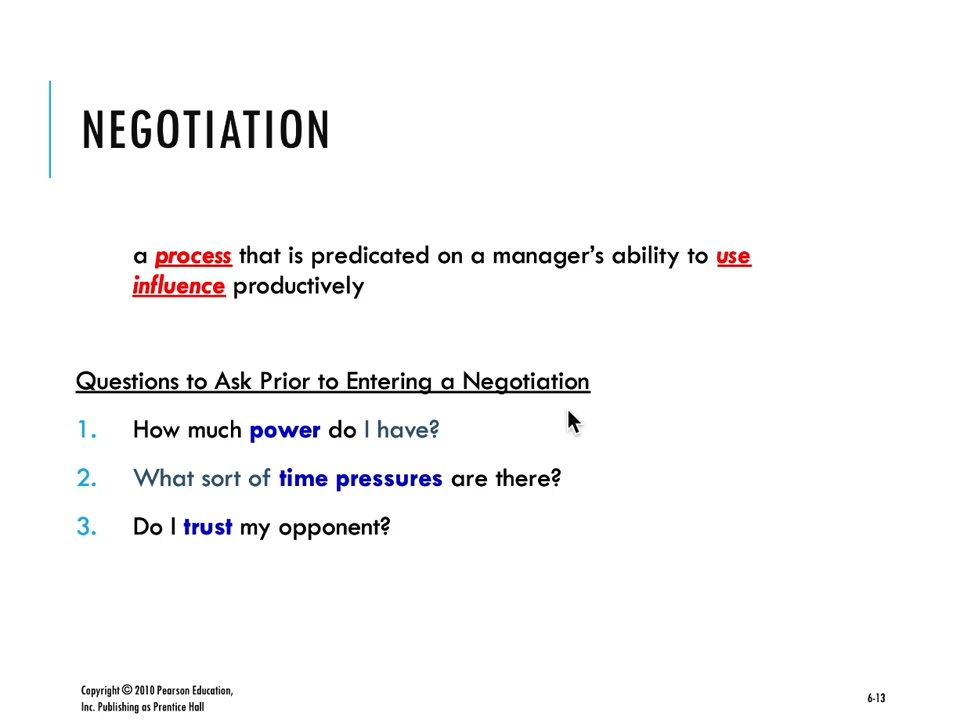 NEGOTIATION
a process that is predicated on a manager’s ability to use
influence productively
Questions to Ask Prior to Entering a Negotiation
1. How much power do I have?
2. What sort of time pressures are there?
3. Do I trust my opponent?
Copyright © 2010 Pearson Education,
Inc. Publishing as Prentice Hall
6-13